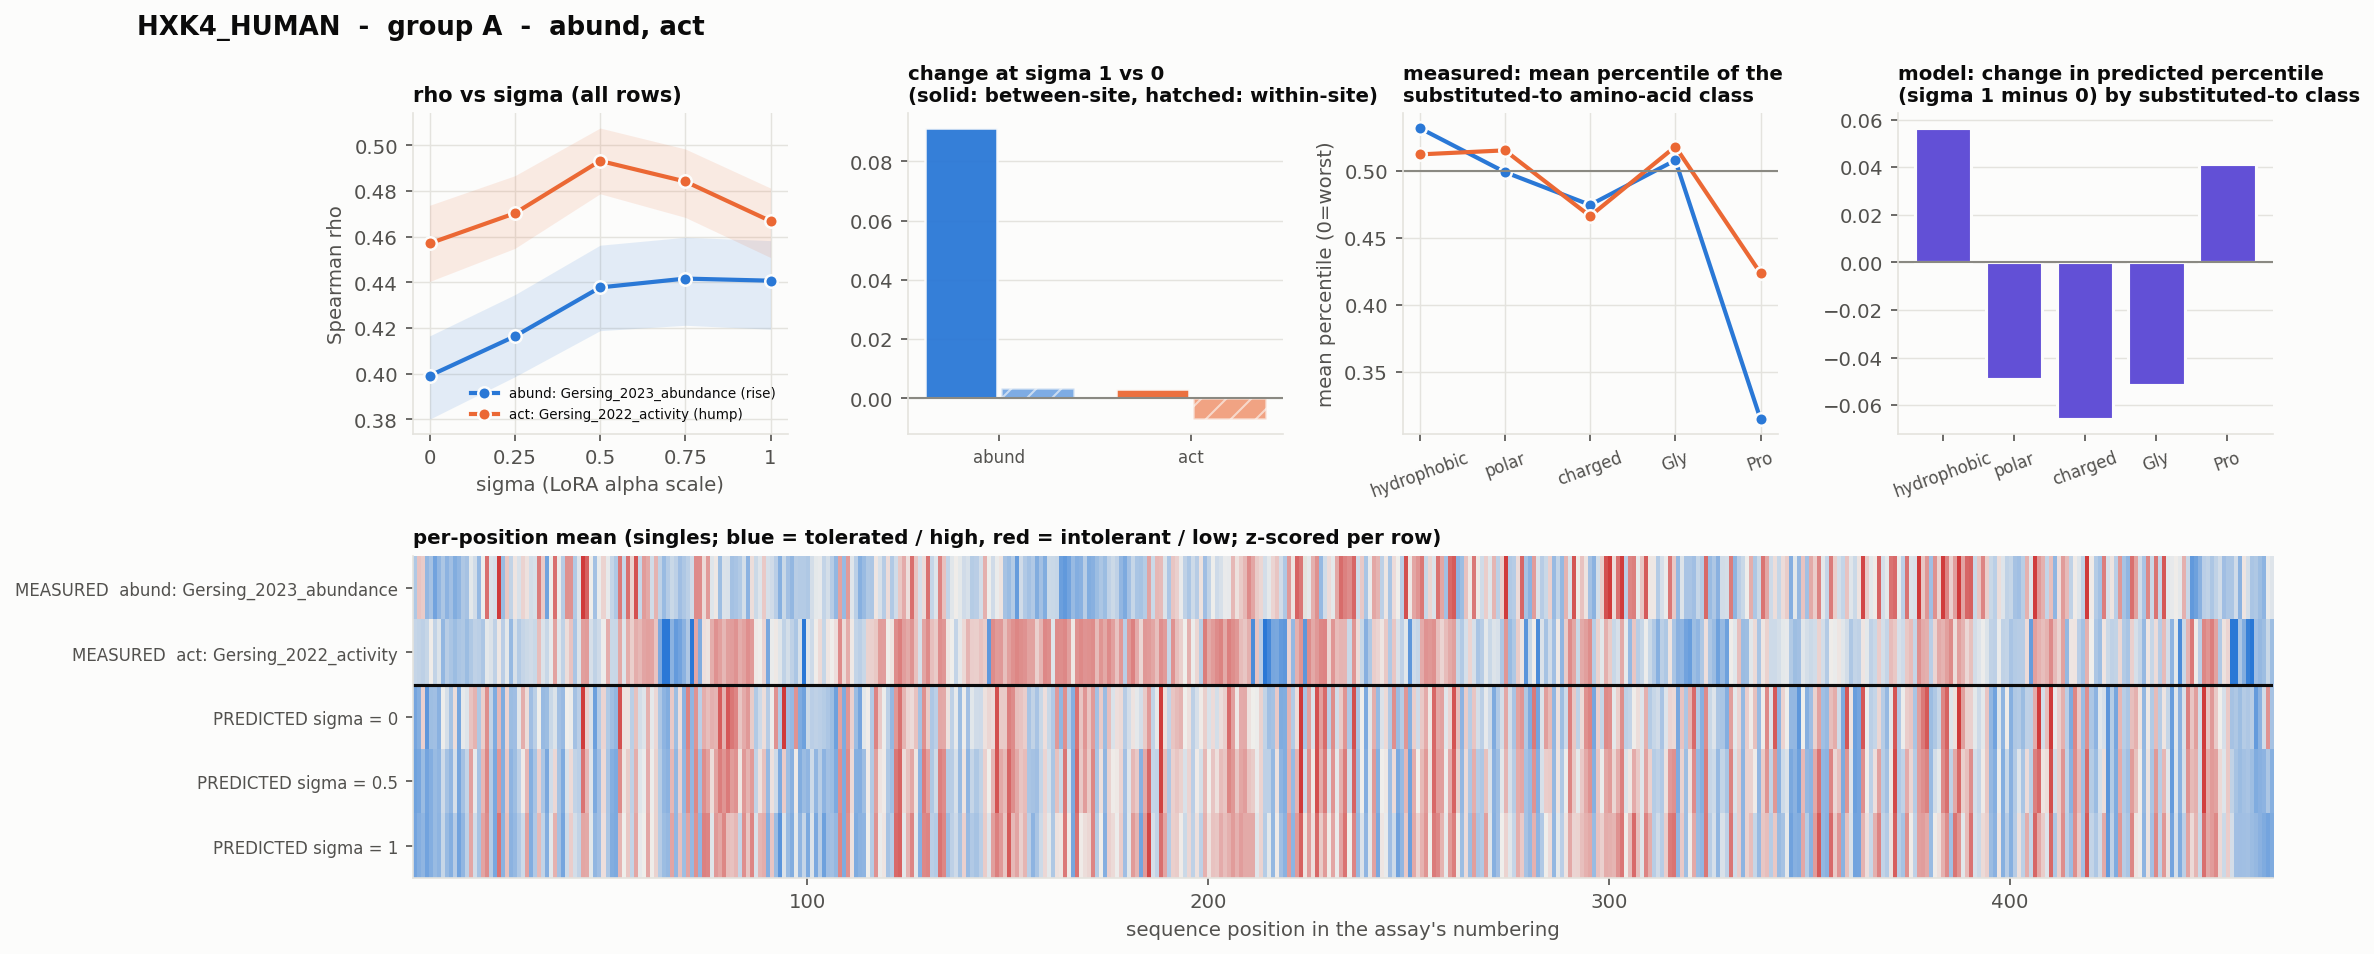 HXK4_HUMAN - group A - abund, act
rho vs sigma (all rows)
Spearman rho
0.50
0.48
0.46
0.44
0.42
0.40
0.38
abund: Gersing_2023_abundance (rise)
act: Gersing_2022_activity (hump)
0
0.25
0.5
0.75
1
sigma (LoRA alpha scale)
change at sigma 1 vs 0
(solid: between-site, hatched: within-site)
0.08
0.06
0.04
0.02
0.00
abund
act
measured: mean percentile of the
substituted-to amino-acid class
mean percentile (0=worst)
0.50
0.45
0.40
0.35
hydrophobic
polar
charged
Gly
Pro
model: change in predicted percentile
(sigma 1 minus 0) by substituted-to class
0.06
0.04
0.02
0.00
−0.02
−0.04
−0.06
hydrophobic
polar
charged
Gly
Pro
per-position mean (singles; blue = tolerated / high, red = intolerant / low; z-scored per row)
MEASURED abund: Gersing_2023_abundance
MEASURED act: Gersing_2022_activity
PREDICTED sigma = 0
PREDICTED sigma = 0.5
PREDICTED sigma = 1
100
200
300
400
sequence position in the assay's numbering